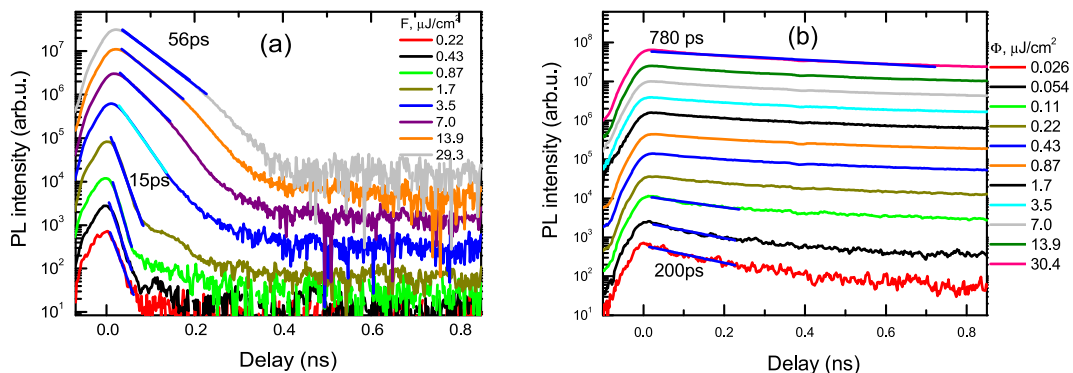 (a)
F, μJ/cm²
0.22
0.43
0.87
1.7
3.5
7.0
13.9
29.3
56ps
15ps
PL intensity (arb.u.)
10⁷
10⁶
10⁵
10⁴
10³
10²
10¹
0.0 0.2 0.4 0.6 0.8
Delay (ns)
(b)
780 ps
200ps
PL intensity (arb.u.)
10⁸
10⁷
10⁶
10⁵
10⁴
10³
10²
10¹
0.0 0.2 0.4 0.6 0.8
Delay (ns)
Φ, μJ/cm²
0.026
0.054
0.11
0.22
0.43
0.87
1.7
3.5
7.0
13.9
30.4